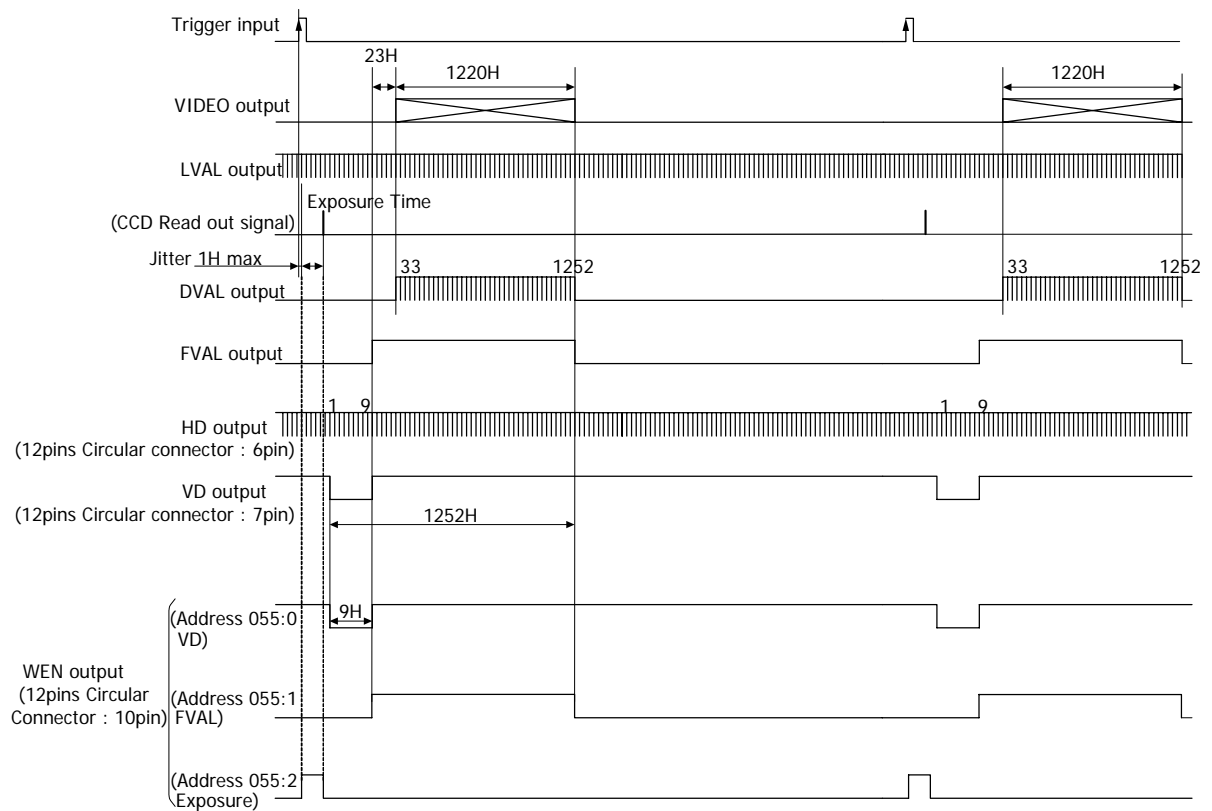 Trigger input
23H
1220H
1220H
VIDEO output
LVAL output
Exposure Time
(CCD Read out signal)
Jitter 1H max
33
1252
33
1252
DVAL output
FVAL output
1
9
1
9
HD output
(12pins Circular connector : 6pin)
VD output
(12pins Circular connector : 7pin)
1252H
(Address 055:0
VD)
9H
WEN output
(12pins Circular
Connector : 10pin)
(Address 055:1
FVAL)
(Address 055:2
Exposure)